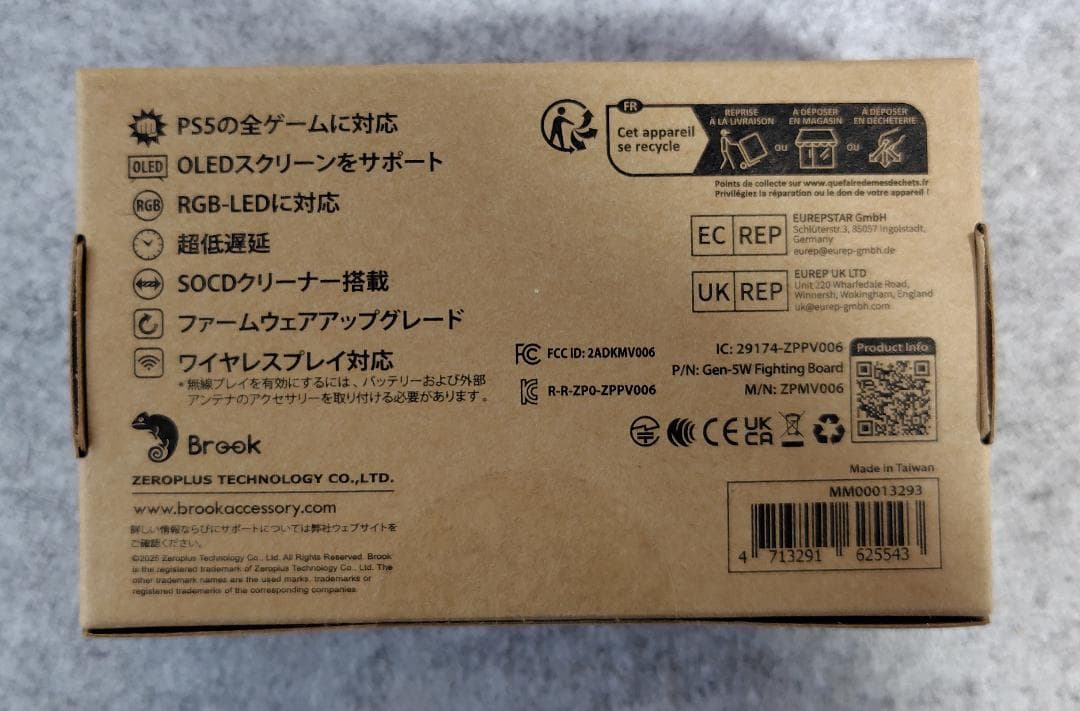 PS5の全ゲームに対応
OLED OLEDスクリーンをサポート
RGB RGB-LEDに対応
超低遅延
SOCDクリーナー搭載
ファームウェアアップグレード
ワイヤレスプレイ対応
*無線プレイを有効にするには、バッテリーおよび外部
アンテナのアクセサリーを取り付ける必要があります。
Brook
ZEROPLUS TECHNOLOGY CO.,LTD.
www.brookaccessory.com
詳しい情報ならびにサポートについては弊社ウェブサイトを
ご確認ください。
©2025 Zeroplus Technology Co., Ltd. All Rights Reserved. Brook
is the registered trademark of Zeroplus Technology Co., Ltd. The
other trademark names are the used marks, trademarks or
registered trademarks of the corresponding companies.
FR
Cet appareil
se recycle
REPRISE
À LA LIVRAISON
OU
À DÉPOSER
EN MAGASIN
OU
À DÉPOSER
EN DÉCHÈTERIE
Points de collecte sur www.quefairedemesdechets.fr
Privilégiez la réparation ou le don de votre appareil !
EC REP
EUREPSTAR GmbH
Schlüterstr.3, 85057 Ingolstadt,
Germany
eurep@eurep-gmbh.de
UK REP
EUREP UK LTD
Unit 220 Wharfedale Road,
Winnersh, Wokingham, England
uk@eurep-gmbh.com
FCC ID: 2ADKMV006
R-R-ZP0-ZPPV006
IC: 29174-ZPPV006
P/N: Gen-5W Fighting Board
M/N: ZPMV006
Product Info
CE UK
CA
Made in Taiwan
MM00013293
4 713291 625543